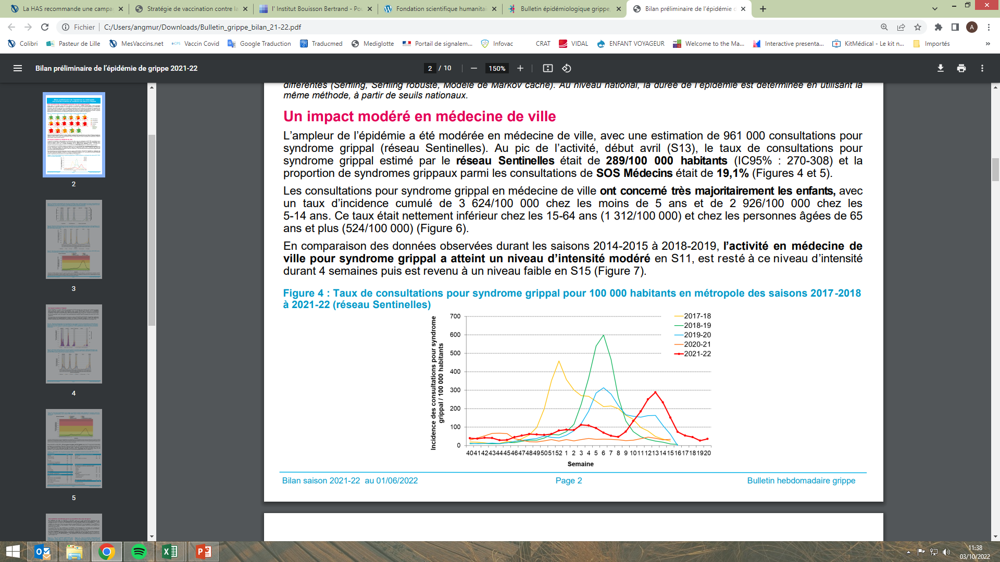 La HAS recommande une campa
Stratégie de vaccination contre la
l' Institut Bouisson Bertrand - Pou
Fondation scientifique humanitai
Bulletin épidémiologique grippe,
Bilan préliminaire de l'épidémie d
Fichier
C:/Users/angmur/Downloads/Bulletin_grippe_bilan_21-22.pdf
A
Colibri
Pasteur de Lille
MesVaccins.net
Vaccin Covid
Google Traduction
Traducmed
Mediglotte
Portail de signalem...
Infovac
CRAT
VIDAL
ENFANT VOYAGEUR
Welcome to the Ma...
Interactive presenta...
KitMédical - Le kit n...
Importés
»
Bilan préliminaire de l'épidémie de grippe 2021-22
2 / 10
150%
2
3
4
5
différentes (Serfling, Serfling robuste, Modèle de Markov caché). Au niveau national, la durée de l'épidémie est déterminée en utilisant la
même méthode, à partir de seuils nationaux.
Un impact modéré en médecine de ville
L'ampleur de l'épidémie a été modérée en médecine de ville, avec une estimation de 961 000 consultations pour
syndrome grippal (réseau Sentinelles). Au pic de l'activité, début avril (S13), le taux de consultations pour
syndrome grippal estimé par le réseau Sentinelles était de 289/100 000 habitants (IC95% : 270-308) et la
proportion de syndromes grippaux parmi les consultations de SOS Médecins était de 19,1% (Figures 4 et 5).
Les consultations pour syndrome grippal en médecine de ville ont concerné très majoritairement les enfants, avec
un taux d'incidence cumulé de 3 624/100 000 chez les moins de 5 ans et de 2 926/100 000 chez les
5-14 ans. Ce taux était nettement inférieur chez les 15-64 ans (1 312/100 000) et chez les personnes âgées de 65
ans et plus (524/100 000) (Figure 6).
En comparaison des données observées durant les saisons 2014-2015 à 2018-2019, l'activité en médecine de
ville pour syndrome grippal a atteint un niveau d'intensité modéré en S11, est resté à ce niveau d'intensité
durant 4 semaines puis est revenu à un niveau faible en S15 (Figure 7).
Figure 4 : Taux de consultations pour syndrome grippal pour 100 000 habitants en métropole des saisons 2017-2018
à 2021-22 (réseau Sentinelles)
Incidence des consultations pour syndrome
grippal / 100 000 habitants
700
600
500
400
300
200
100
0
2017-18
2018-19
2019-20
2020-21
2021-22
40 41 42 43 44 45 46 47 48 49 50 51 52 1 2 3 4 5 6 7 8 9 10 11 12 13 14 15 16 17 18 19 20
Semaine
Bilan saison 2021-22 au 01/06/2022
Page 2
Bulletin hebdomadaire grippe
11:38
03/10/2022